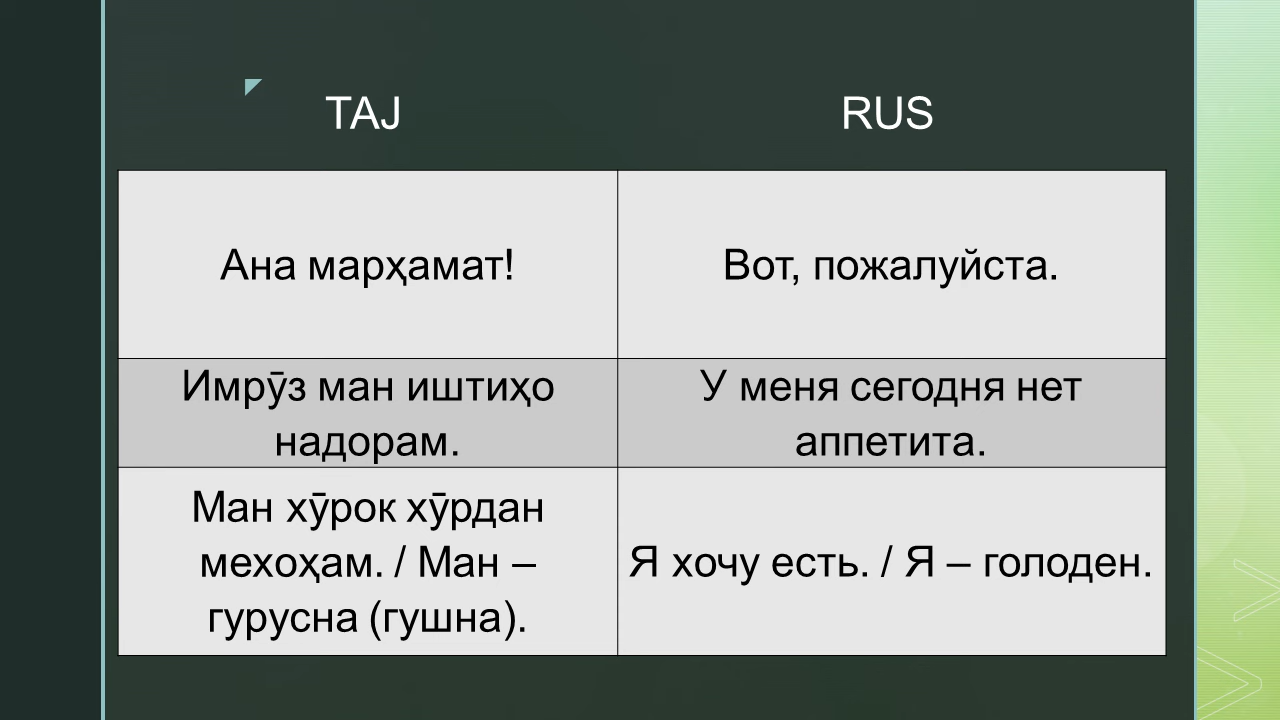 TAJ
RUS
Ана марҳамат!
Вот, пожалуйста.
Имрӯз ман иштиҳо
надорам.
У меня сегодня нет
аппетита.
Ман хӯрок хӯрдан
мехоҳам. / Ман –
гурусна (гушна).
Я хочу есть. / Я – голоден.